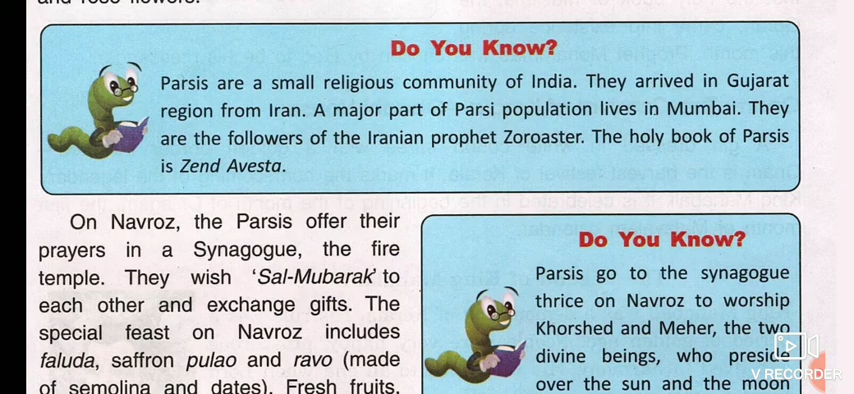 and rose flowers.
Do You Know?
Parsis are a small religious community of India. They arrived in Gujarat
region from Iran. A major part of Parsi population lives in Mumbai. They
are the followers of the Iranian prophet Zoroaster. The holy book of Parsis
is Zend Avesta.
On Navroz, the Parsis offer their
prayers in a Synagogue, the fire
temple. They wish ‘Sal-Mubarak’ to
each other and exchange gifts. The
special feast on Navroz includes
faluda, saffron pulao and ravo (made
of semolina and dates). Fresh fruits,
Do You Know?
Parsis go to the synagogue
thrice on Navroz to worship
Khorshed and Meher, the two
divine beings, who preside
over the sun and the moon
V RECORDER